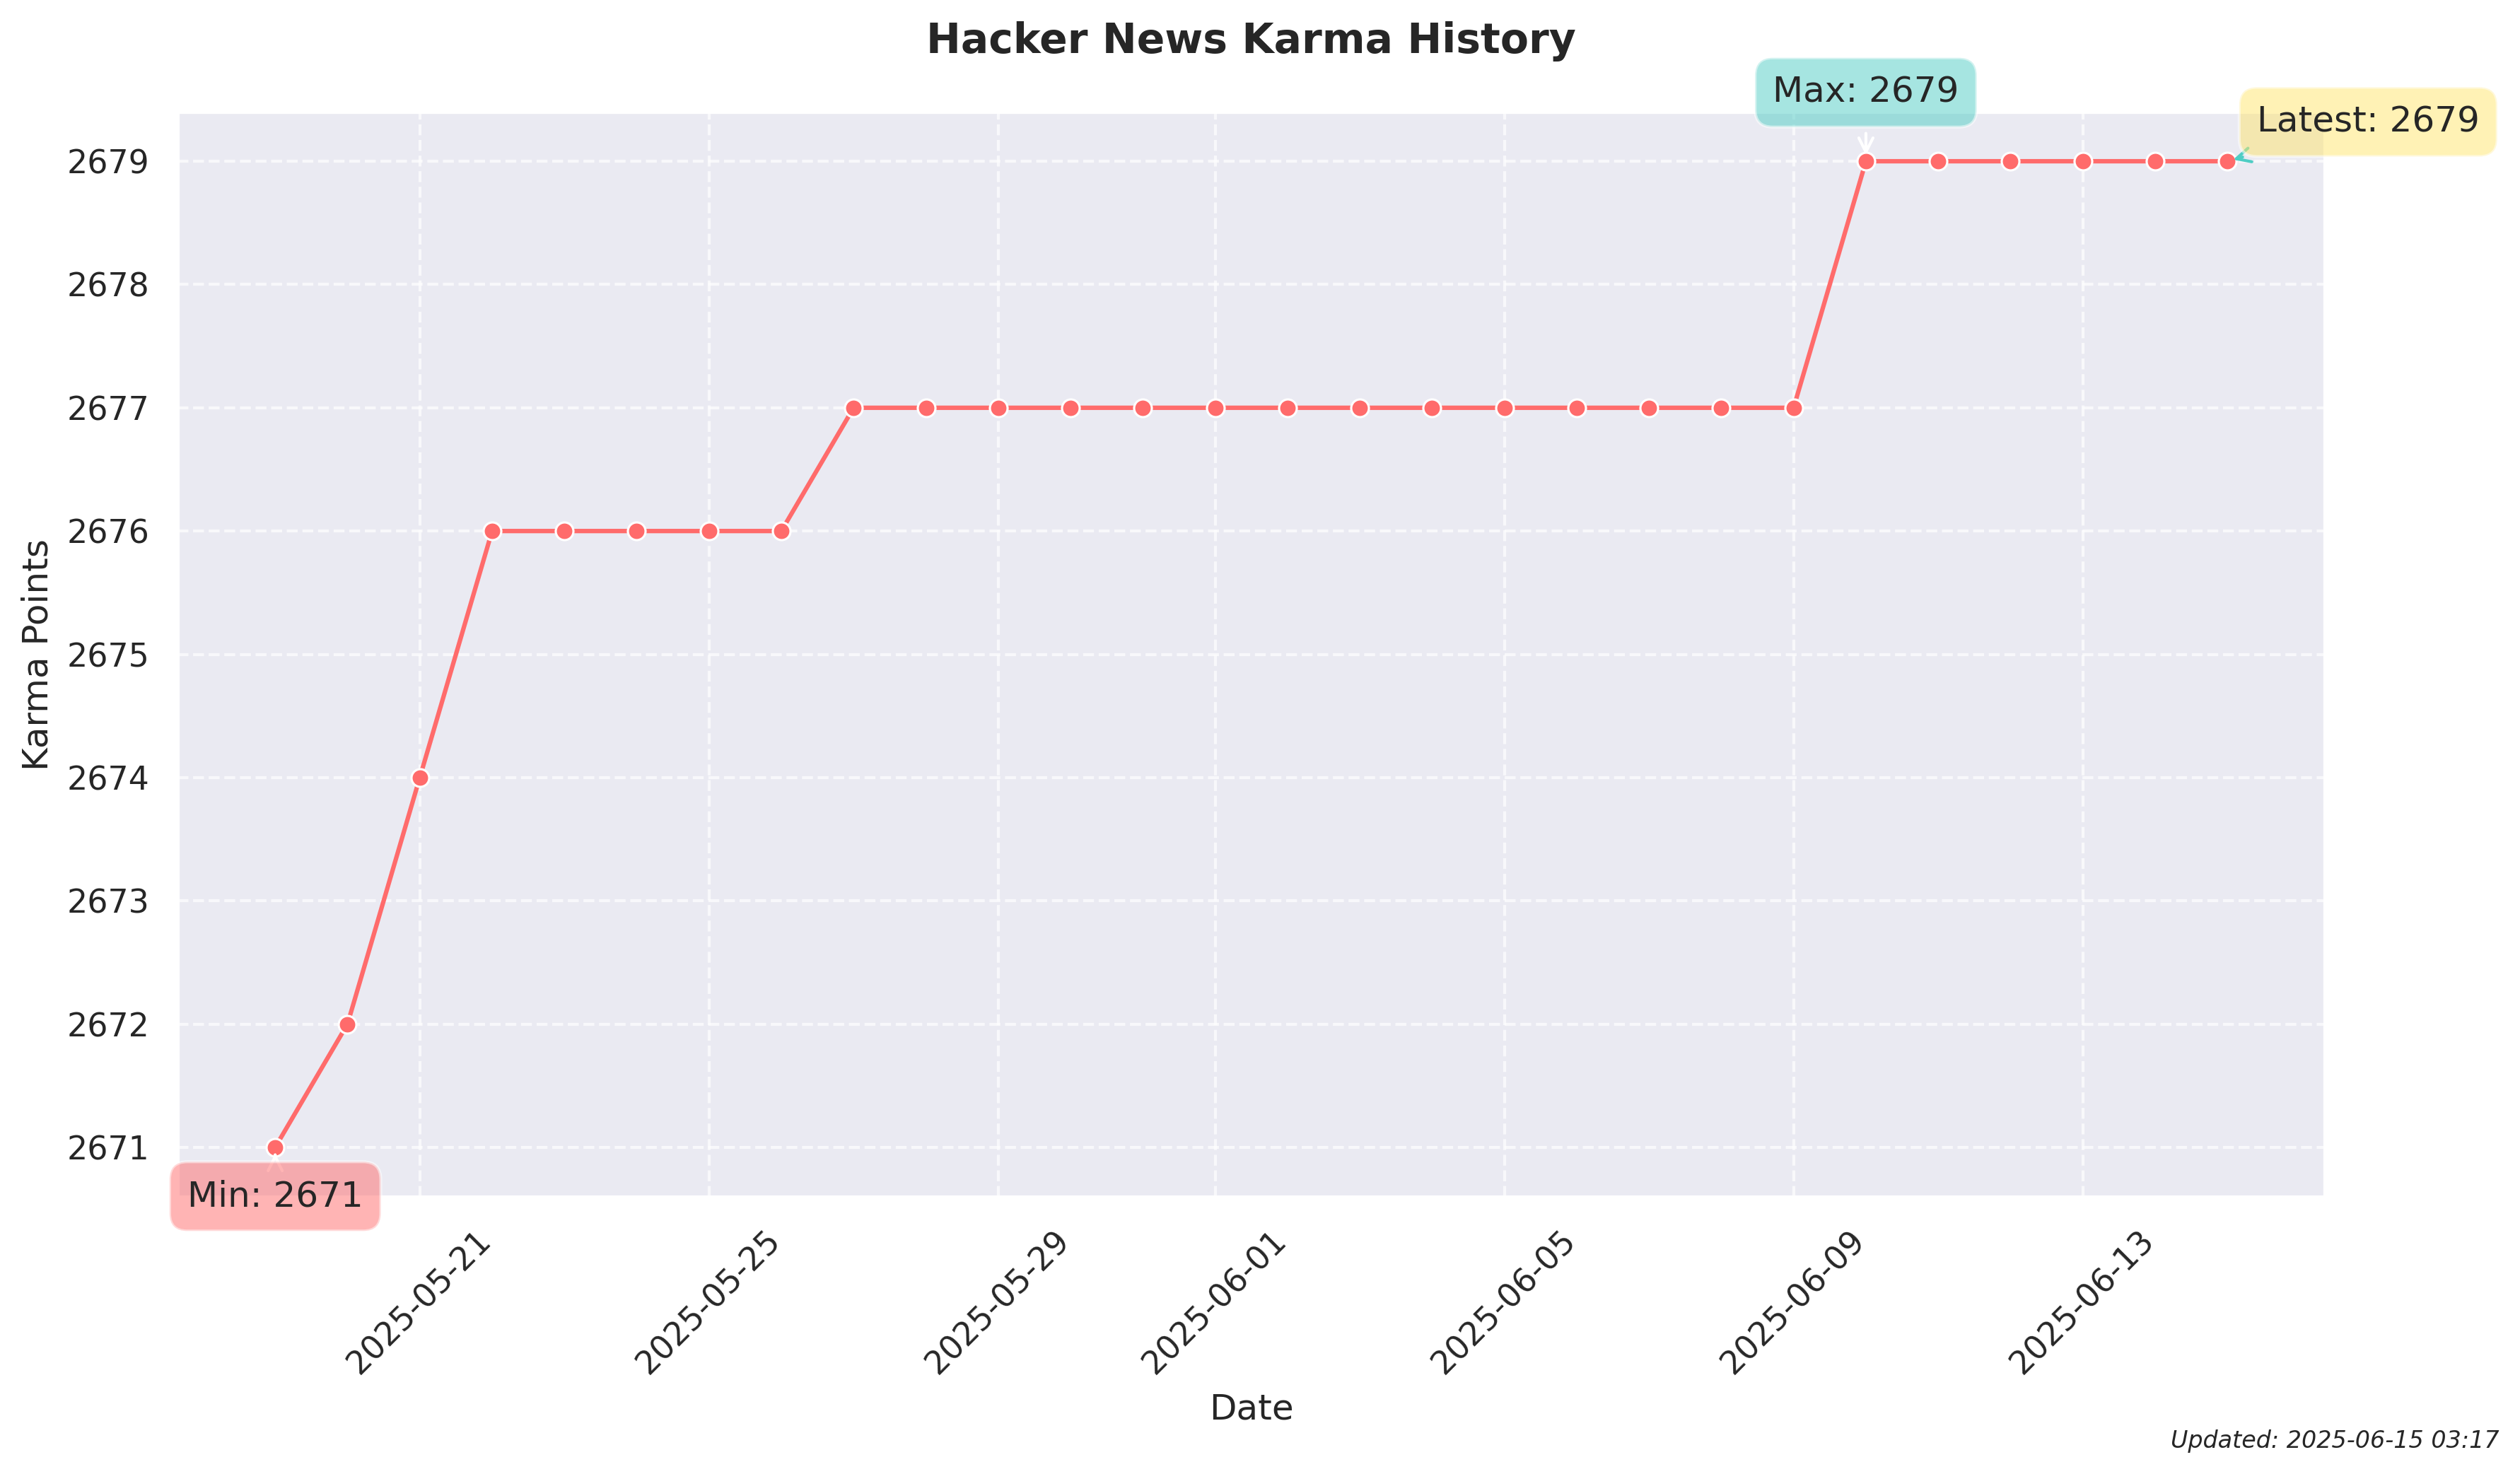 Hacker News Karma History
Max: 2679
Latest: 2679
2679
2678
2677
2676
2675
2674
2673
2672
2671
Karma Points
Min: 2671
2025-05-21
2025-05-25
2025-05-29
2025-06-01
2025-06-05
2025-06-09
2025-06-13
Date
Updated: 2025-06-15 03:17